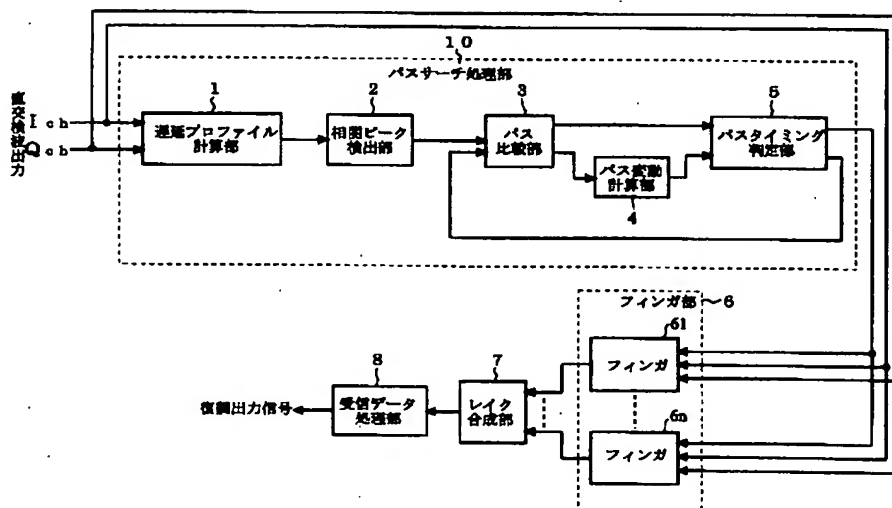 10
パスサーチ処理部
直交検波出力
Ich
Qch
1
遅延プロファイル
計算部
2
相関ピーク
検出部
3
パス
比較部
パス変動
計算部
4
5
パスタイミング
判定部
フィンガ部
6
61
フィンガ
6n
フィンガ
7
レイク
合成部
8
受信データ
処理部
復調出力信号